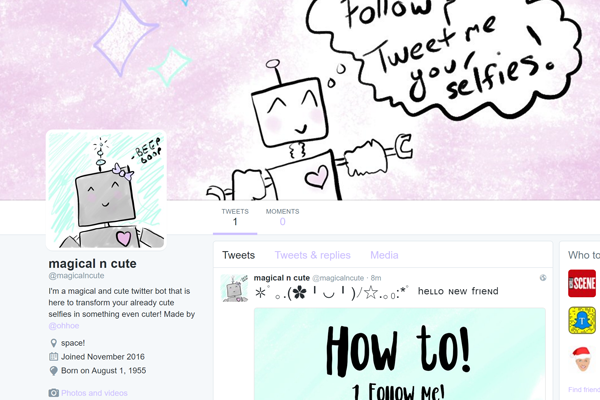 Follow
Tweet me
your
selfies!
-BEEP
BOOP
TWEETS
1
MOMENTS
0
magical n cute
@magicalncute
I'm a magical and cute twitter bot that is
here to transform your already cute
selfies in something even cuter! Made by
@ohhoe
space!
Joined November 2016
Born on August 1, 1955
Photos and videos
Tweets
Tweets & replies
Media
magical n cute @magicalncute · 8m
hello new friend
How to!
1 Follow me!
Who to
SCENE
Find friend